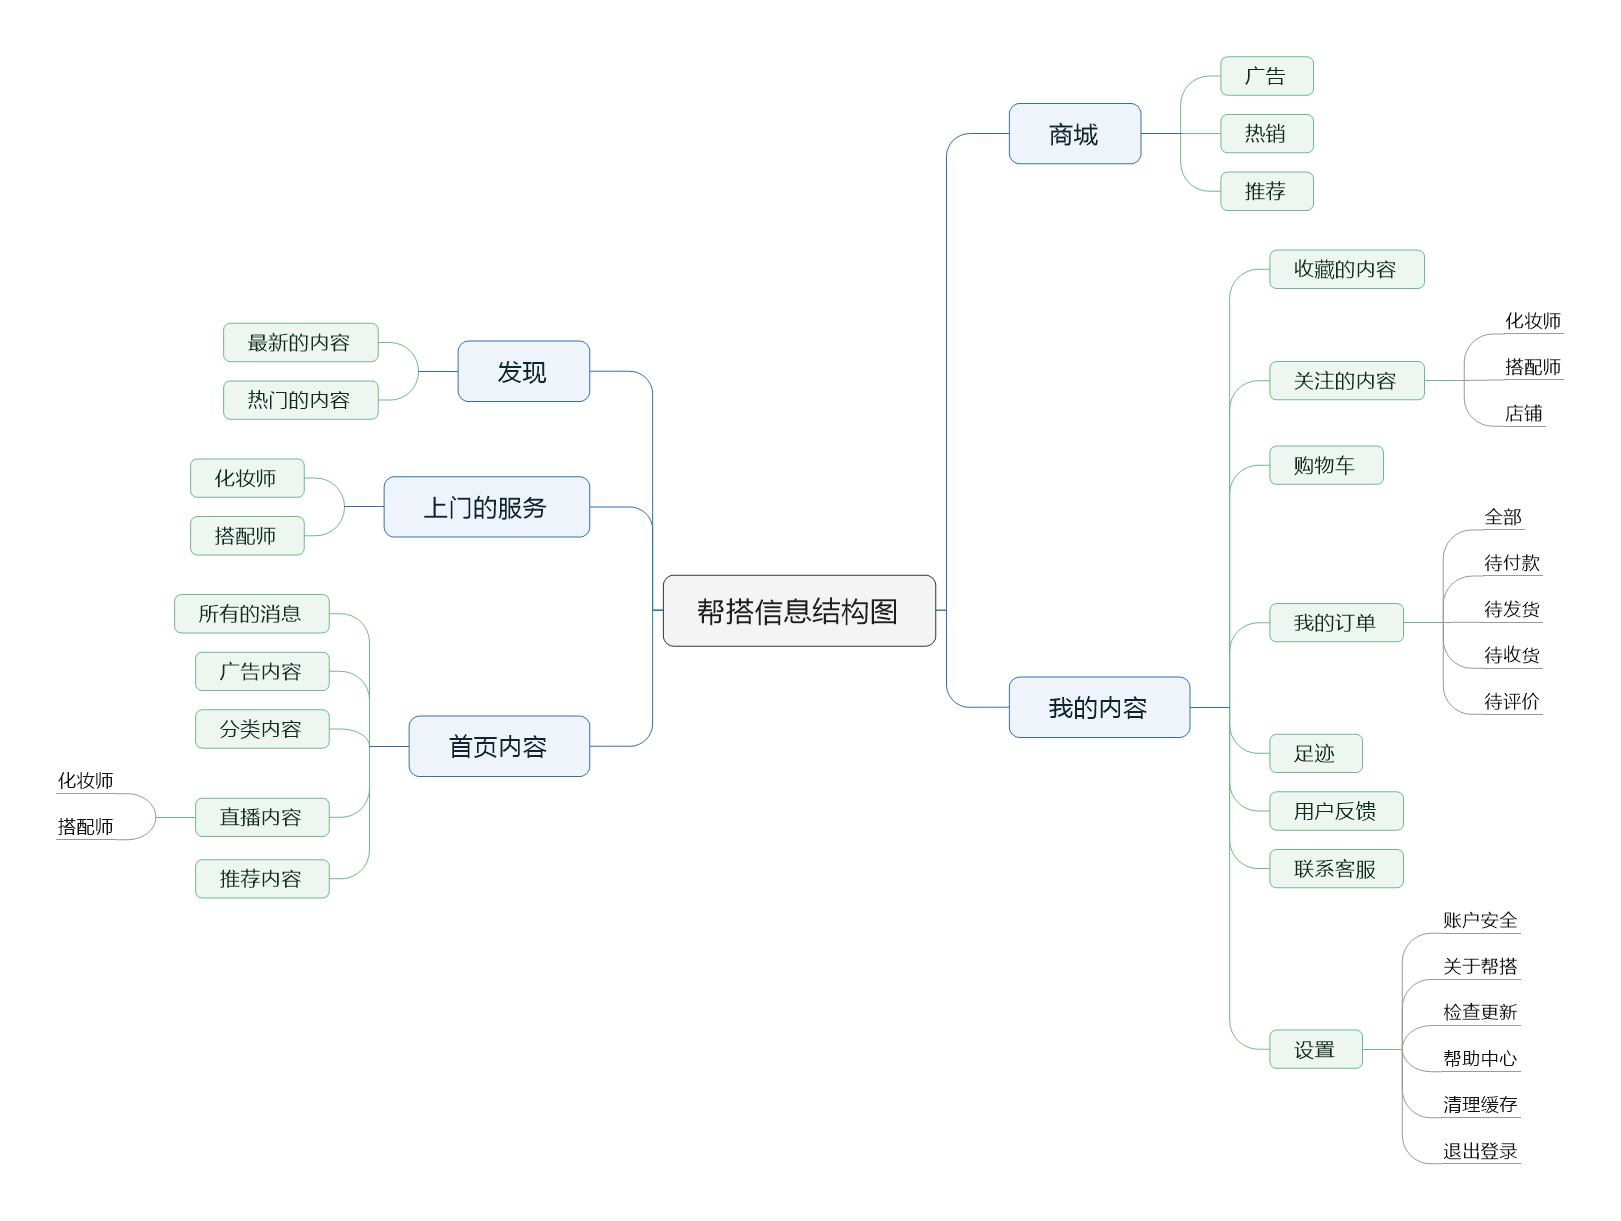 帮搭信息结构图
商城
广告
热销
推荐
我的内容
收藏的内容
关注的内容
化妆师
搭配师
店铺
购物车
我的订单
全部
待付款
待发货
待收货
待评价
足迹
用户反馈
联系客服
设置
账户安全
关于帮搭
检查更新
帮助中心
清理缓存
退出登录
发现
最新的内容
热门的内容
上门的服务
化妆师
搭配师
首页内容
所有的消息
广告内容
分类内容
直播内容
化妆师
搭配师
推荐内容